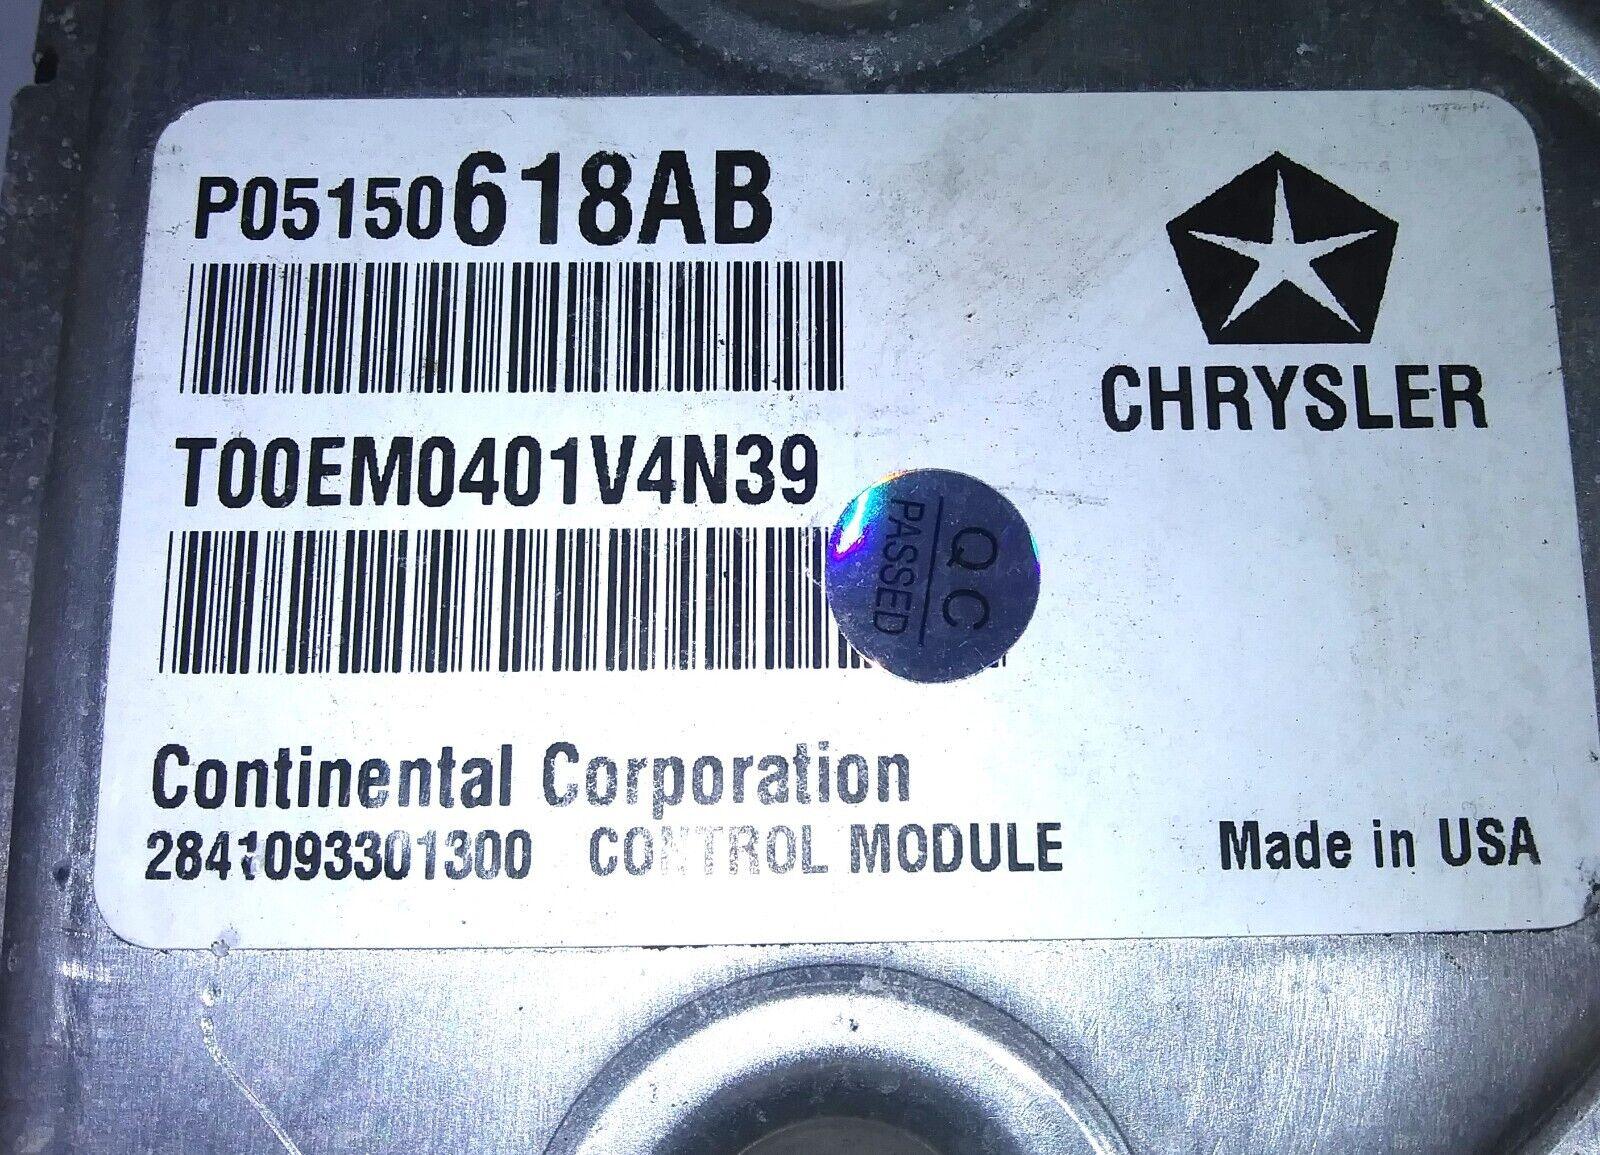 P05150618AB
CHRYSLER
T00EM0401V4N39
QC
PASSED
Continental Corporation
2841093301300 CONTROL MODULE
Made in USA